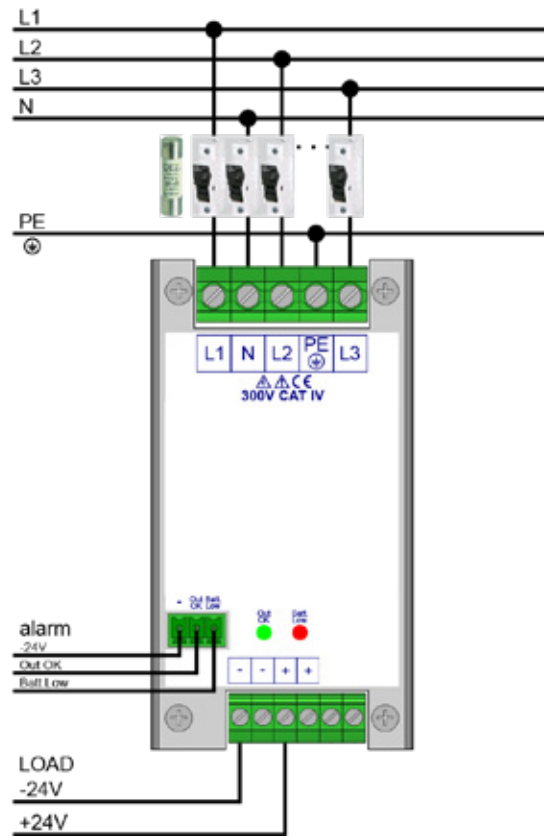 L1
L2
L3
N
PE
L1 N L2 PE L3
CE
300V CAT IV
- Out OK Batt. Low
Out OK
Batt. Low
alarm
-24V
Out OK
Batt Low
- - + +
LOAD
-24V
+24V